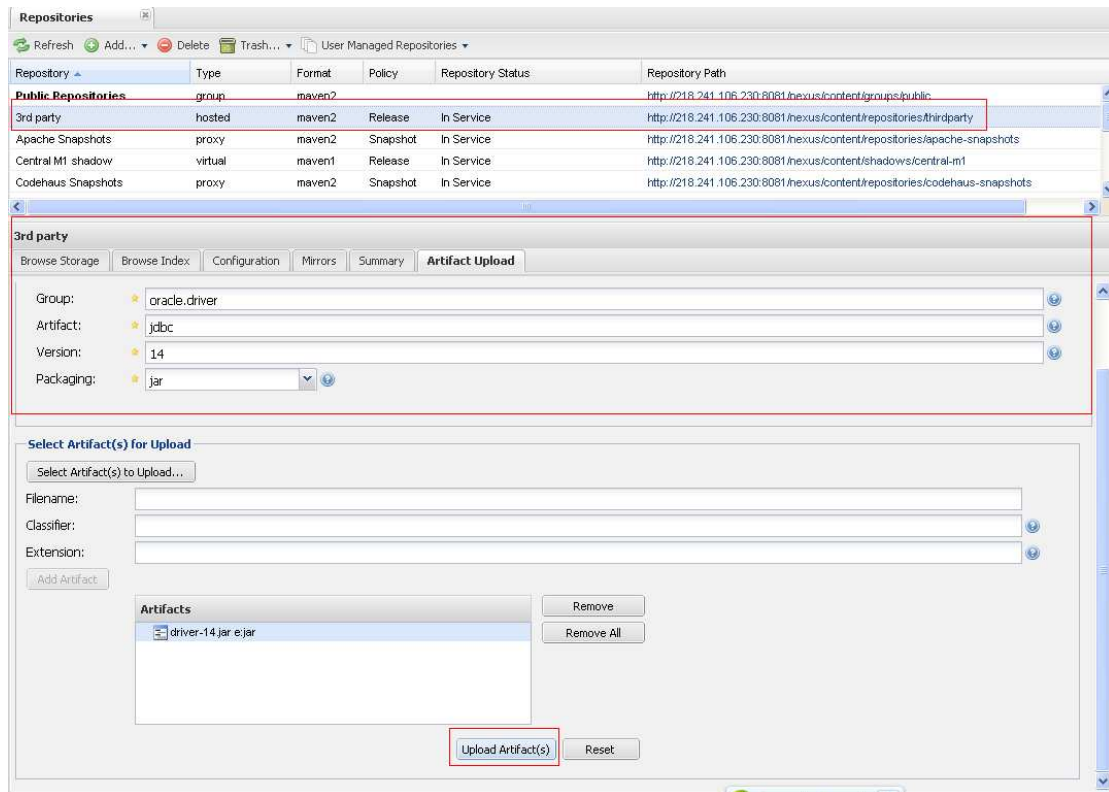 Repositories
Refresh Add... Delete Trash... User Managed Repositories
Repository Type Format Policy Repository Status Repository Path
Public Repositories group maven2 http://218.241.106.230:8081/nexus/content/groups/public
3rd party hosted maven2 Release In Service http://218.241.106.230:8081/nexus/content/repositories/thirdparty
Apache Snapshots proxy maven2 Snapshot In Service http://218.241.106.230:8081/nexus/content/repositories/apache-snapshots
Central M1 shadow virtual maven1 Release In Service http://218.241.106.230:8081/nexus/content/shadows/central-m1
Codehaus Snapshots proxy maven2 Snapshot In Service http://218.241.106.230:8081/nexus/content/repositories/codehaus-snapshots
3rd party
Browse Storage Browse Index Configuration Mirrors Summary Artifact Upload
Group: oracle.driver
Artifact: jdbc
Version: 14
Packaging: jar
Select Artifact(s) for Upload
Select Artifact(s) to Upload...
Filename:
Classifier:
Extension:
Add Artifact
Artifacts Remove
driver-14.jar e:jar Remove All
Upload Artifact(s) Reset